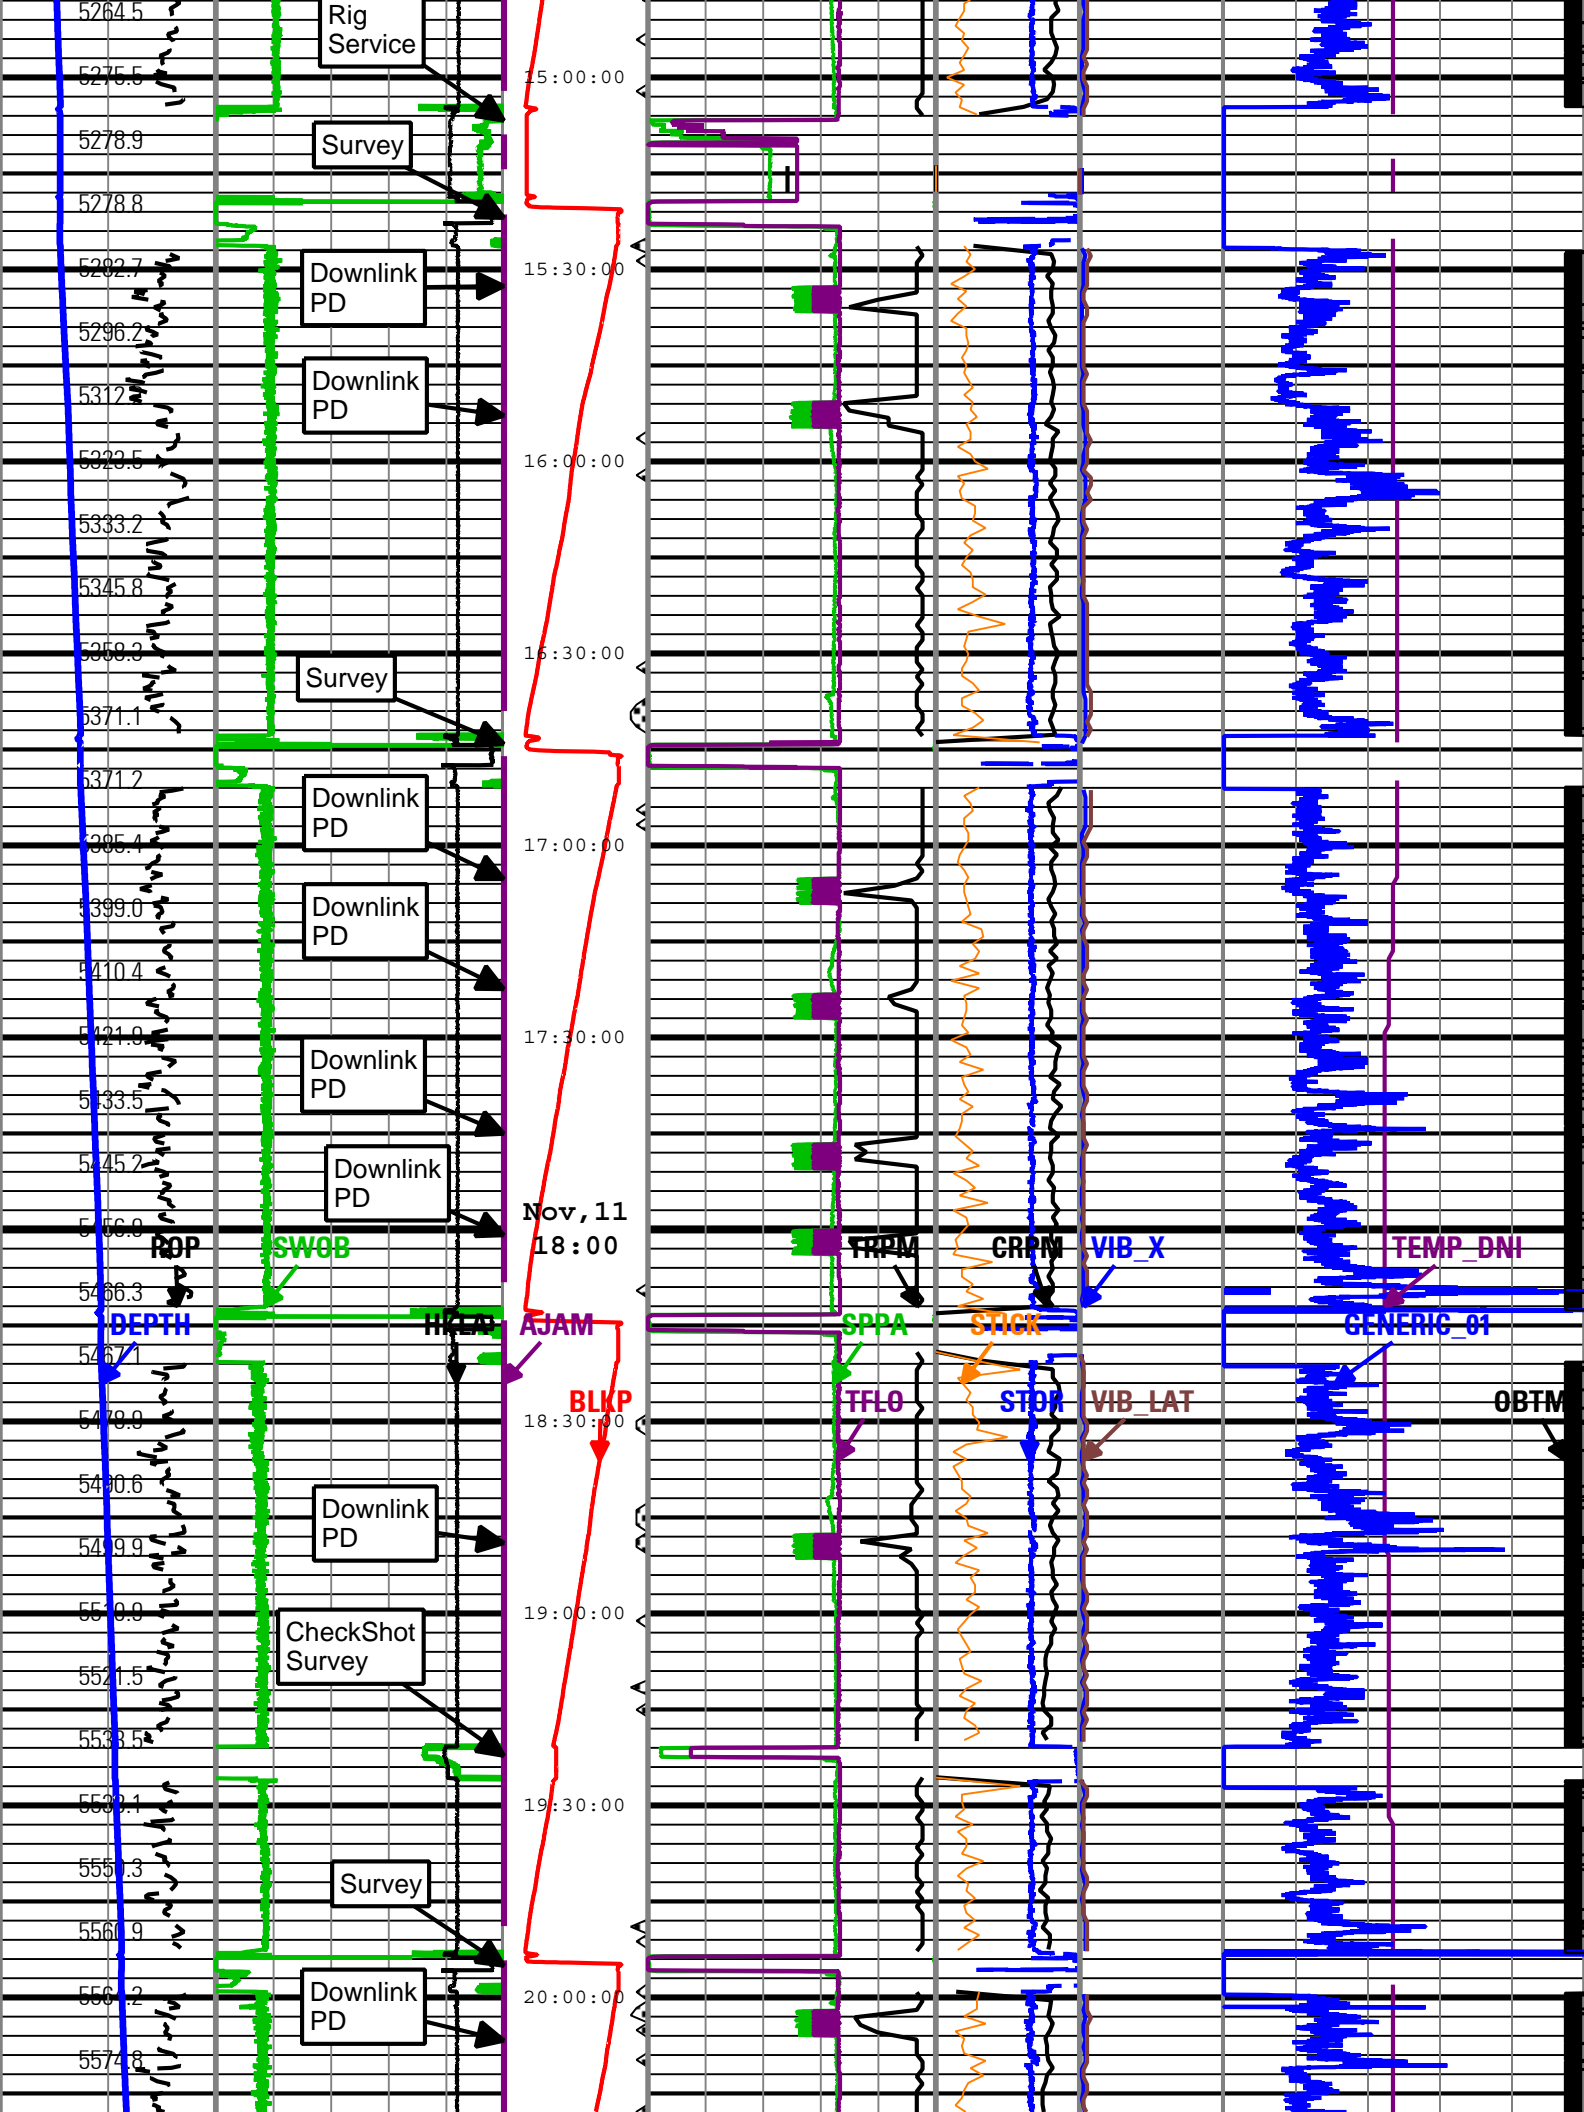 5264.5
Rig
Service
5275.5
15:00:00
5278.9
Survey
5278.8
5282.7
Downlink
PD
15:30:00
5296.2
Downlink
PD
5323.5
16:00:00
5333.2
5345.8
5358.3
16:30:00
Survey
5371.1
5371.2
Downlink
PD
5385.4
17:00:00
Downlink
PD
5399.0
5410.4
5421.9
17:30:00
Downlink
PD
5433.5
Downlink
PD
5445.2
Nov,11
18:00
ROP
SWOB
TRPM
CRPM
VIB_X
TEMP_DNI
5466.3
DEPTH
HKLA
AJAM
SPPA
STICK
GENERIC_01
5467.1
BLKP
TFLO
STOR
VIB_LAT
OBTM
5478.9
18:30:00
5490.6
Downlink
PD
5499.9
19:00:00
CheckShot
Survey
5521.5
5533.5
19:30:00
5550.3
Survey
5560.9
Downlink
PD
20:00:00
5574.8